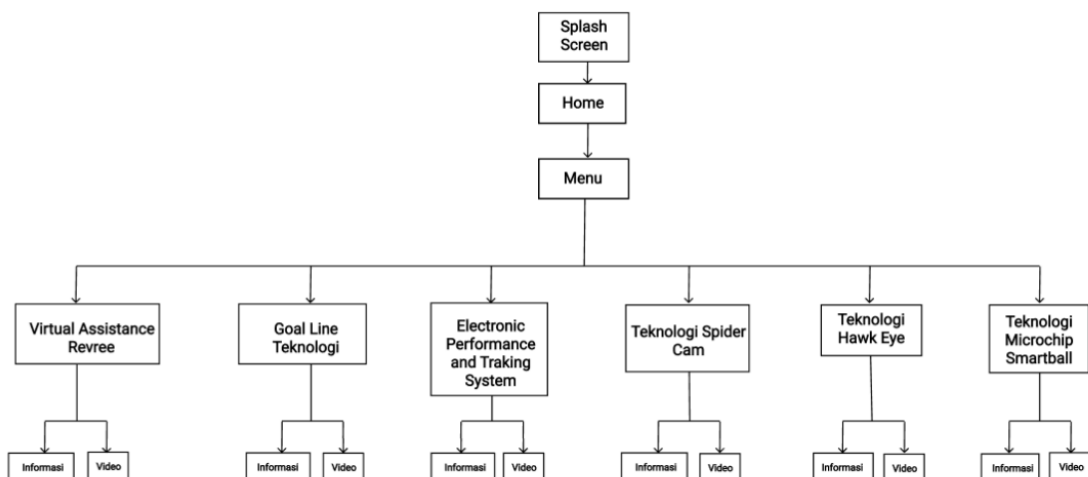 Splash
Screen
Home
Menu
Virtual Assistance
Revree
Goal Line
Teknologi
Electronic
Performance
and Traking
System
Teknologi Spider
Cam
Teknologi
Hawk Eye
Teknologi
Microchip
Smartball
Informasi
Video
Informasi
Video
Informasi
Video
Informasi
Video
Informasi
Video
Informasi
Video